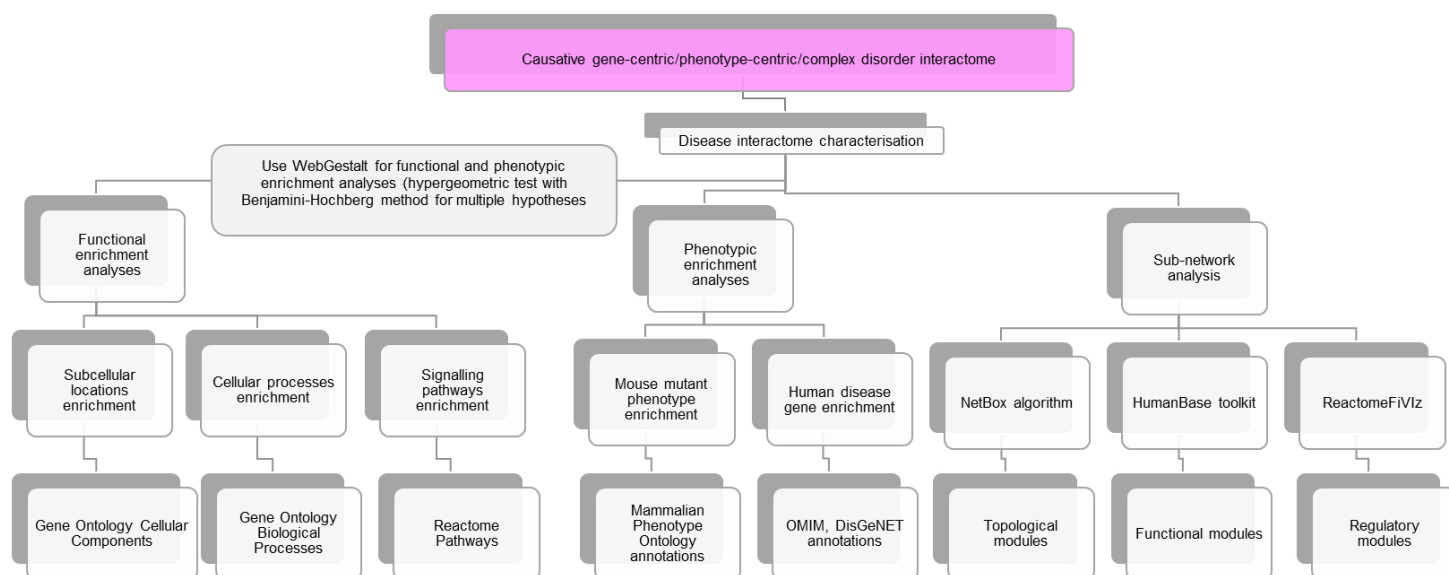 Causative gene-centric/phenotype-centric/complex disorder interactome
Disease interactome characterisation
Use WebGestalt for functional and phenotypic
enrichment analyses (hypergeometric test with
Benjamini-Hochberg method for multiple hypotheses
Functional
enrichment
analyses
Phenotypic
enrichment
analyses
Sub-network
analysis
Subcellular
locations
enrichment
Cellular processes
enrichment
Signalling
pathways
enrichment
Mouse mutant
phenotype
enrichment
Human disease
gene enrichment
NetBox algorithm
HumanBase toolkit
ReactomeFiVIz
Gene Ontology Cellular
Components
Gene Ontology
Biological
Processes
Reactome
Pathways
Mammalian
Phenotype
Ontology
annotations
OMIM, DisGeNET
annotations
Topological
modules
Functional modules
Regulatory
modules